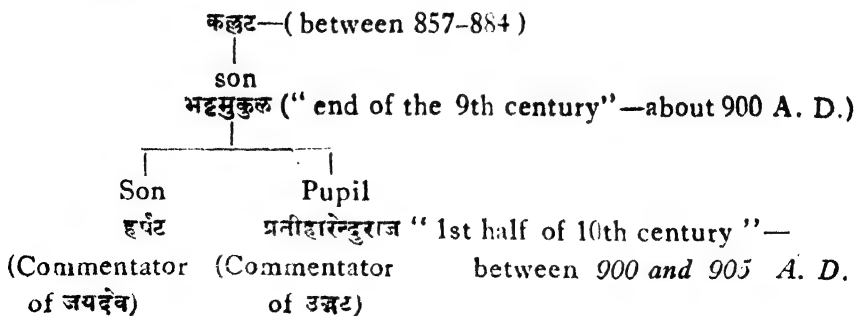 कल्लट—( between 857-884 )
son
भट्टमुकुल (“ end of the 9th century”—about 900 A. D.)
Son Pupil
हर्षट प्रतीहारेन्दुराज “ 1st half of 10th century ”—
(Commentator (Commentator between 900 and 905 A. D.
of जयदेव) of उद्भट)